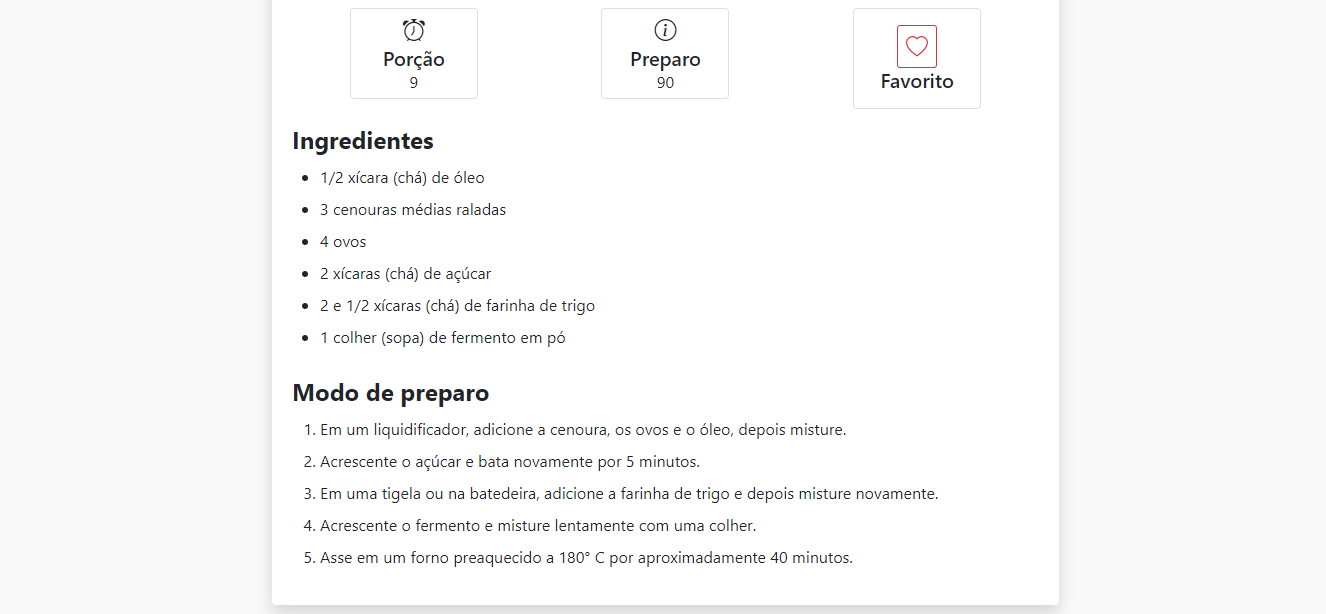 Porção
9
Preparo
90
Favorito
Ingredientes
1/2 xícara (chá) de óleo
3 cenouras médias raladas
4 ovos
2 xícaras (chá) de açúcar
2 e 1/2 xícaras (chá) de farinha de trigo
1 colher (sopa) de fermento em pó
Modo de preparo
1. Em um liquidificador, adicione a cenoura, os ovos e o óleo, depois misture.
2. Acrescente o açúcar e bata novamente por 5 minutos.
3. Em uma tigela ou na batedeira, adicione a farinha de trigo e depois misture novamente.
4. Acrescente o fermento e misture lentamente com uma colher.
5. Asse em um forno preaquecido a 180° C por aproximadamente 40 minutos.